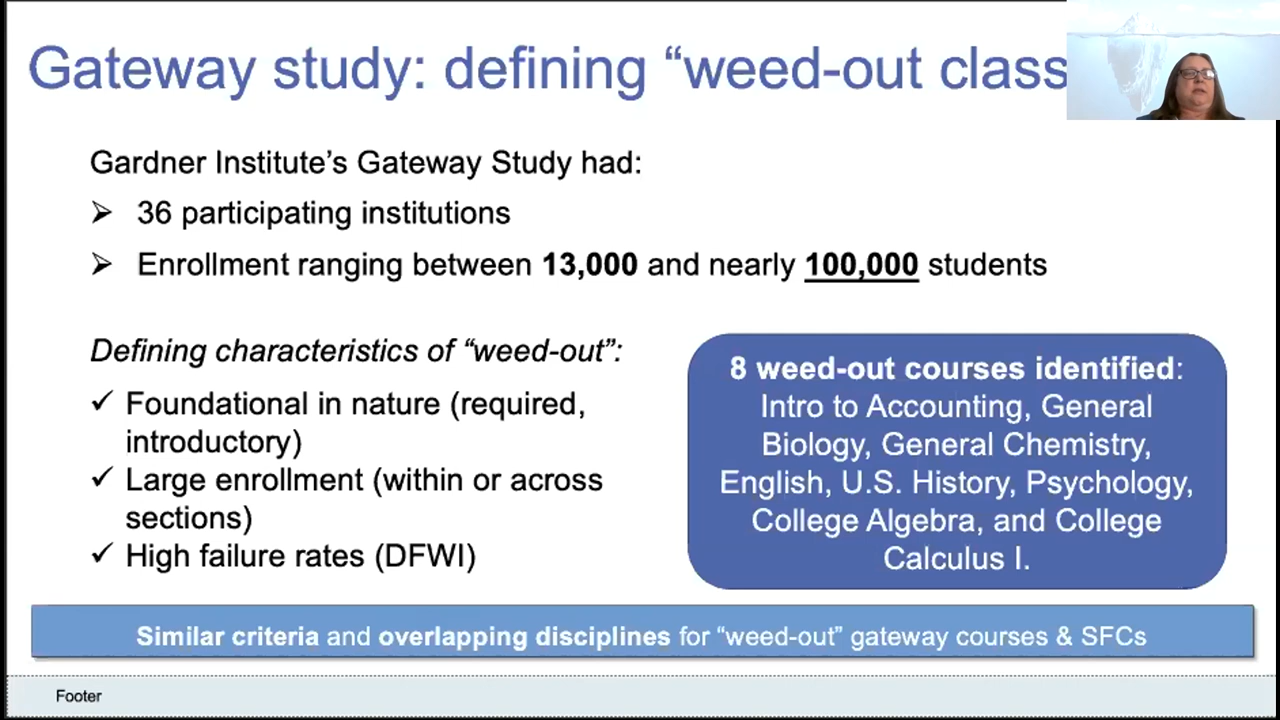 Gateway study: defining “weed-out class
Gardner Institute’s Gateway Study had:
➢ 36 participating institutions
➢ Enrollment ranging between 13,000 and nearly 100,000 students
Defining characteristics of “weed-out”:
✓ Foundational in nature (required,
introductory)
✓ Large enrollment (within or across
sections)
✓ High failure rates (DFWI)
8 weed-out courses identified:
Intro to Accounting, General
Biology, General Chemistry,
English, U.S. History, Psychology,
College Algebra, and College
Calculus I.
Similar criteria and overlapping disciplines for “weed-out” gateway courses & SFCs
Footer